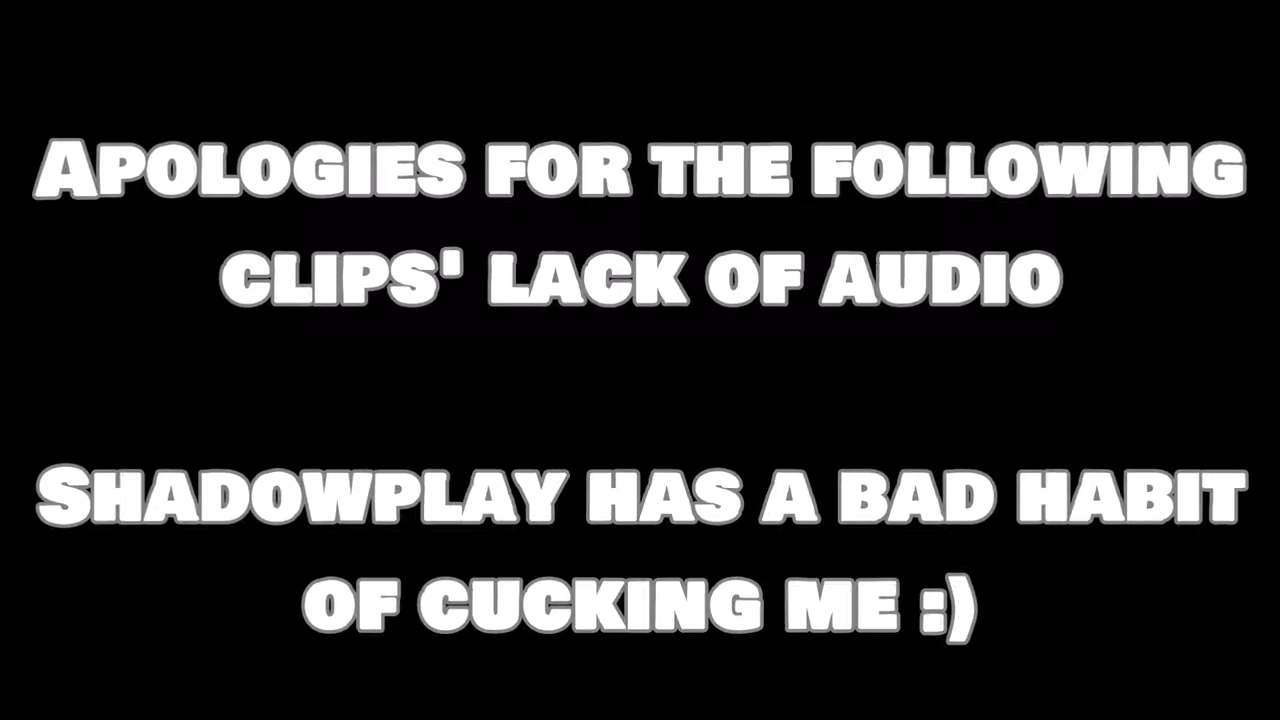 Apologies for the following
clips' lack of audio
Shadowplay has a bad habit
of cucking me :)